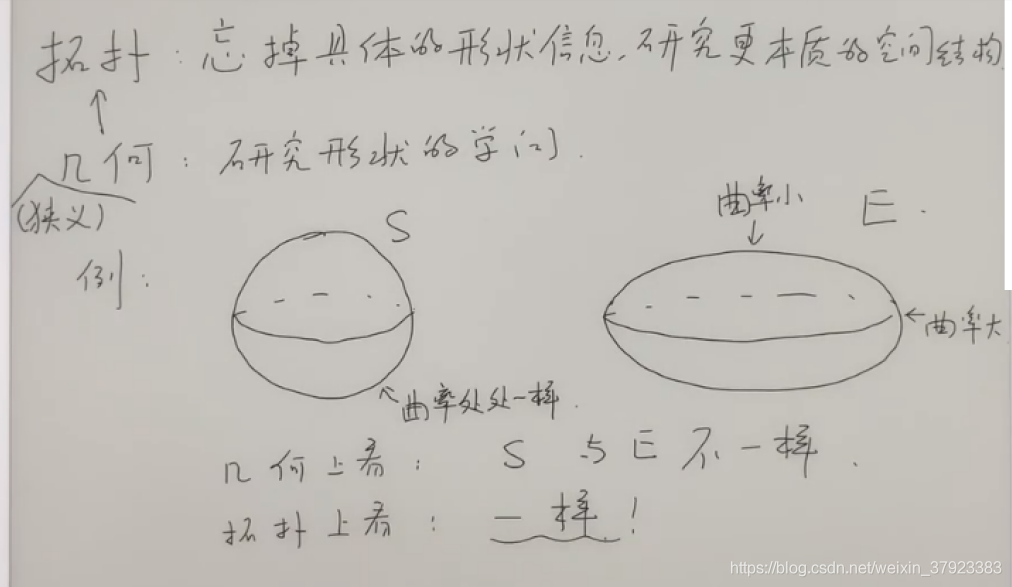 拓扑：忘掉具体的形状信息，研究更本质的空间结构
↑
几何：研究形状的学问．
(狭义)
例：
S
曲率小
E．
←曲率大
曲率处处一样．
几何上看：S与E不一样．
拓扑上看：一样！
https://blog.csdn.net/weixin_37923383